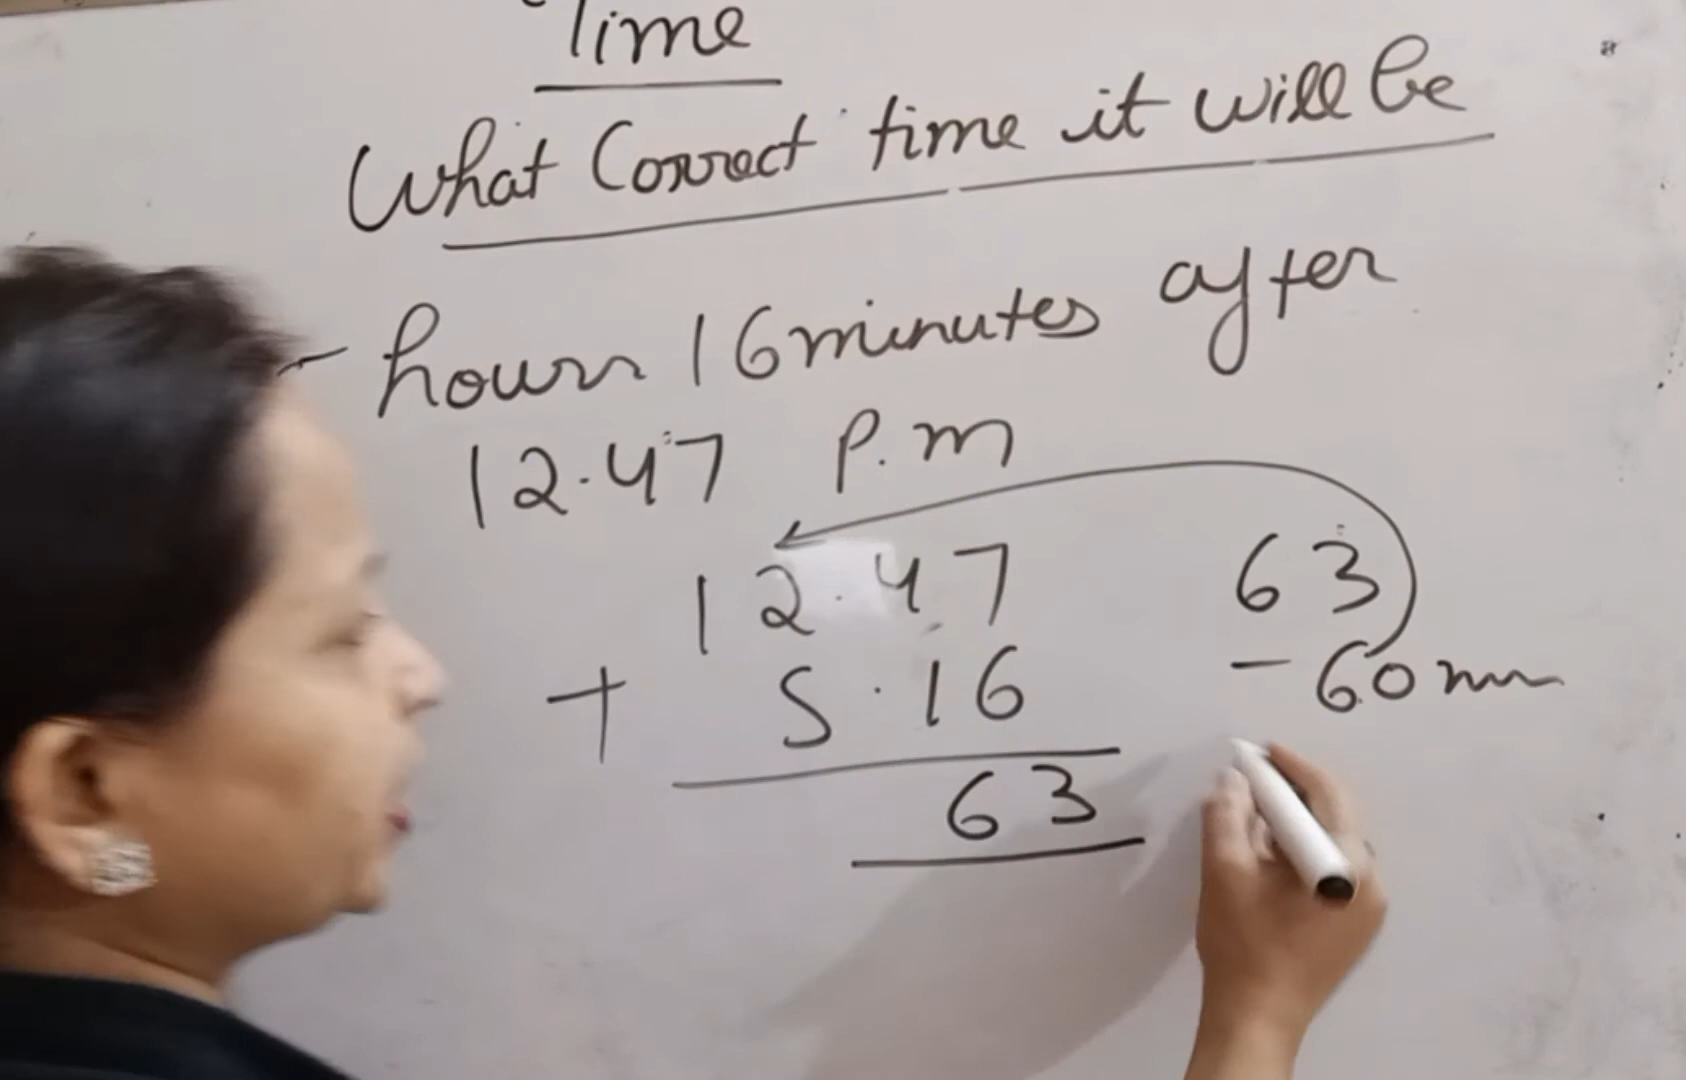 Time
What Correct time it will be
hours 16 minutes after
12.47 P.m
12.47 63
+ 5.16 - 60 min
63